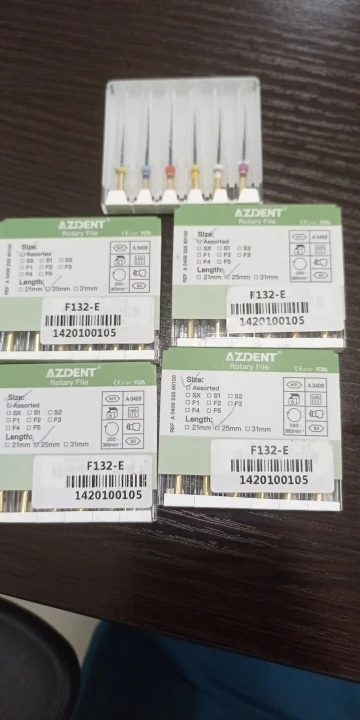 AZDENT
Rotary File
Size:
Assorted
SX S1 S2
F1 F2 F3
F4 F5
Length:
21mm 25mm 31mm
A 0409
F132-E
1420100105
AZDENT
Rotary File
Size:
Assorted
SX S1 S2
F1 F2 F3
F4 F5
Length:
21mm 25mm 31mm
A 0409
F132-E
1420100105
AZDENT
Rotary File
Size:
Assorted
SX S1 S2
F1 F2 F3
F4 F5
Length:
21mm 25mm 31mm
A 0409
F132-E
1420100105
AZDENT
Rotary File
Size:
Assorted
SX S1 S2
F1 F2 F3
F4 F5
Length:
21mm 25mm 31mm
A 0409
F132-E
1420100105